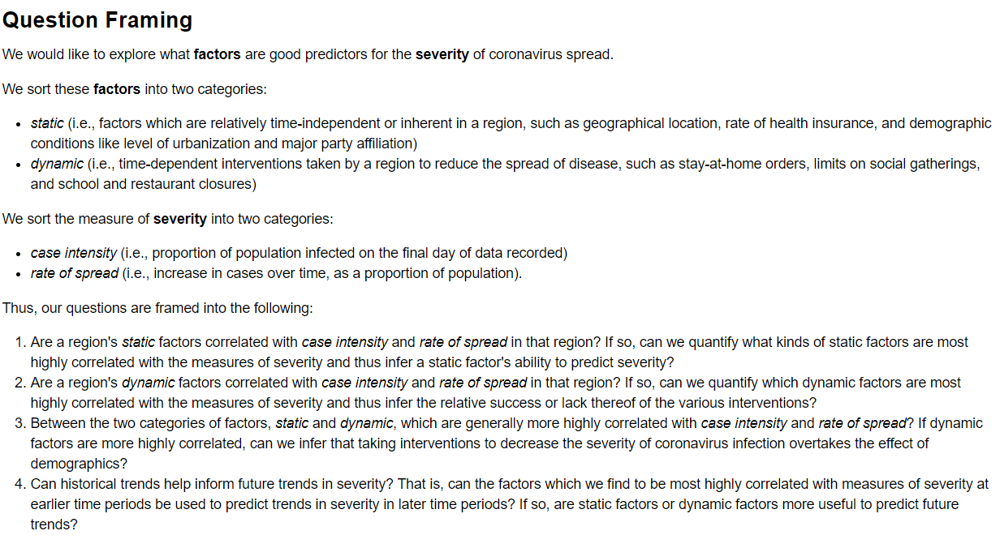 Question Framing
We would like to explore what factors are good predictors for the severity of coronavirus spread.
We sort these factors into two categories:
• static (i.e., factors which are relatively time-independent or inherent in a region, such as geographical location, rate of health insurance, and demographic
conditions like level of urbanization and major party affiliation)
• dynamic (i.e., time-dependent interventions taken by a region to reduce the spread of disease, such as stay-at-home orders, limits on social gatherings,
and school and restaurant closures)
We sort the measure of severity into two categories:
• case intensity (i.e., proportion of population infected on the final day of data recorded)
• rate of spread (i.e., increase in cases over time, as a proportion of population).
Thus, our questions are framed into the following:
1. Are a region's static factors correlated with case intensity and rate of spread in that region? If so, can we quantify what kinds of static factors are most
highly correlated with the measures of severity and thus infer a static factor's ability to predict severity?
2. Are a region's dynamic factors correlated with case intensity and rate of spread in that region? If so, can we quantify which dynamic factors are most
highly correlated with the measures of severity and thus infer the relative success or lack thereof of the various interventions?
3. Between the two categories of factors, static and dynamic, which are generally more highly correlated with case intensity and rate of spread? If dynamic
factors are more highly correlated, can we infer that taking interventions to decrease the severity of coronavirus infection overtakes the effect of
demographics?
4. Can historical trends help inform future trends in severity? That is, can the factors which we find to be most highly correlated with measures of severity at
earlier time periods be used to predict trends in severity in later time periods? If so, are static factors or dynamic factors more useful to predict future
trends?